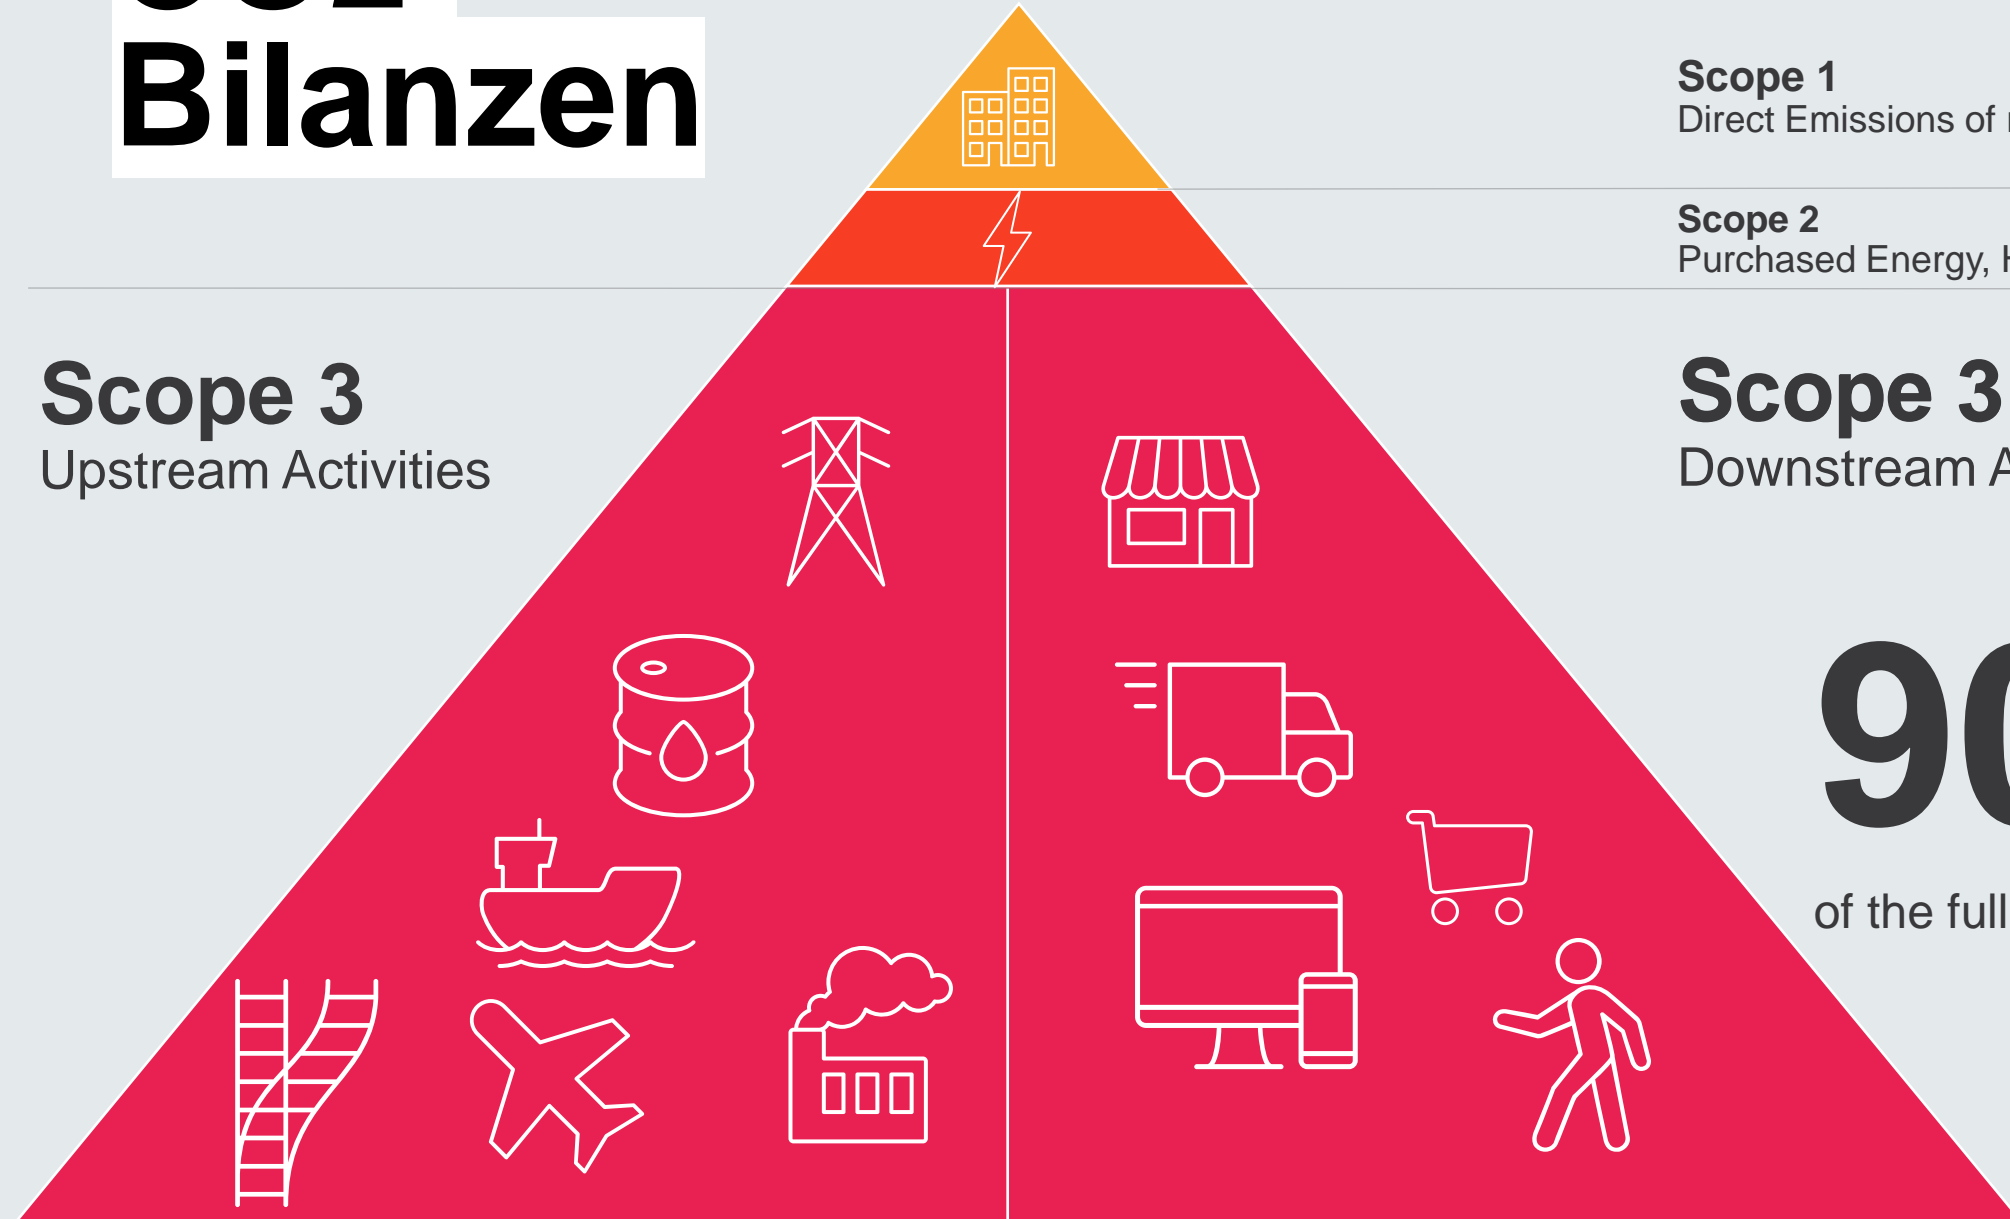 Bilanzen
Scope 1
Direct Emissions of
Scope 2
Purchased Energy,
Scope 3
Upstream Activities
Scope 3
Downstream
90
of the full